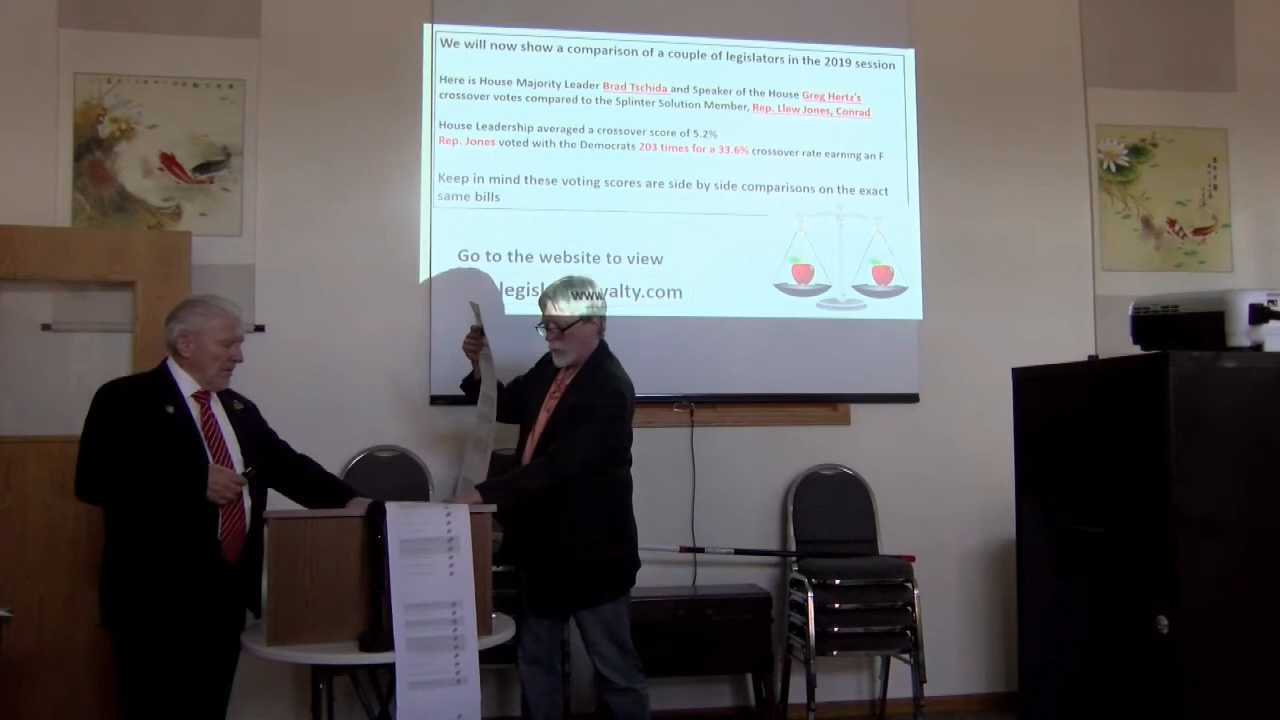 We will now show a comparison of a couple of legislators in the 2019 session
Here is House Majority Leader Brad Tschida and Speaker of the House Greg Hertz's
crossover votes compared to the Splinter Solution Member, Rep. Llew Jones, Conrad
House Leadership averaged a crossover score of 5.2%
Rep. Jones voted with the Democrats 203 times for a 33.6% crossover rate earning an F
Keep in mind these voting scores are side by side comparisons on the exact
same bills
Go to the website to view
www
alty.com